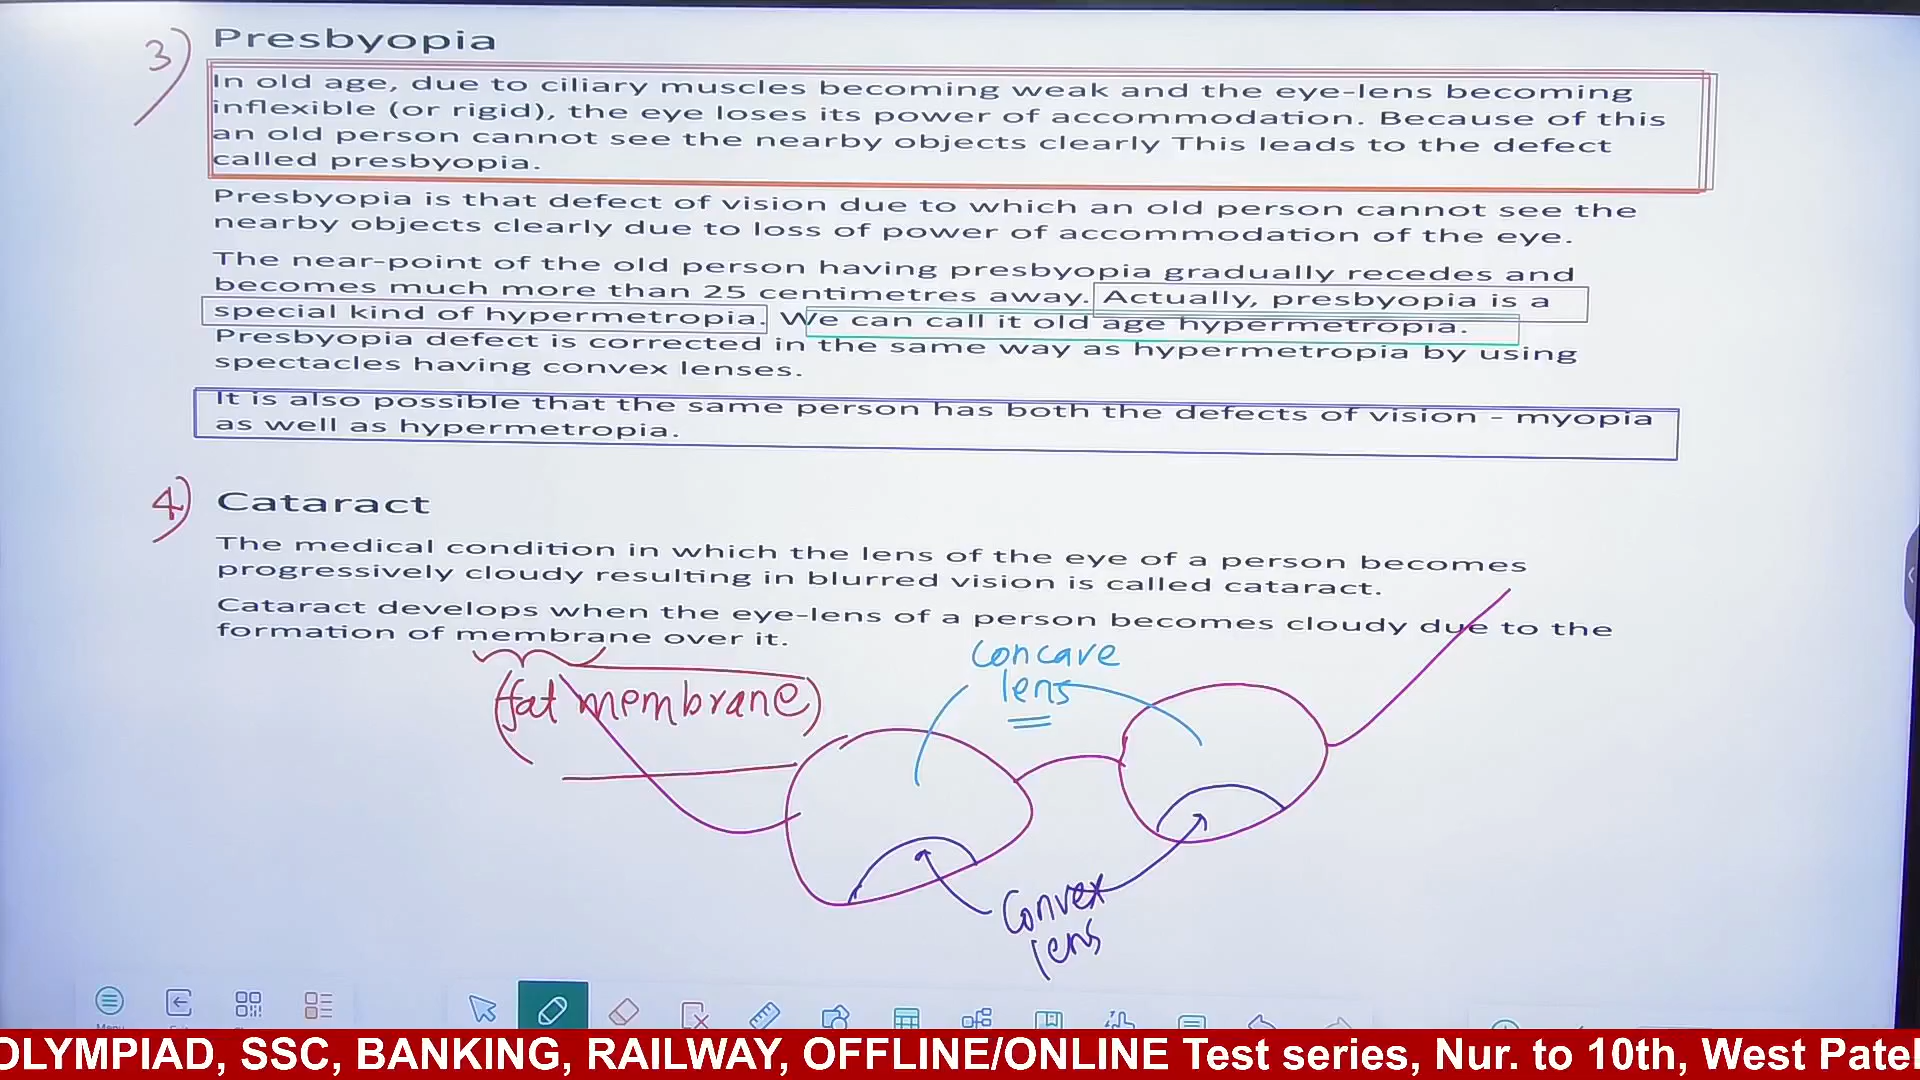 3) Presbyopia
In old age, due to ciliary muscles becoming weak and the eye-lens becoming
inflexible (or rigid), the eye loses its power of accommodation. Because of this
an old person cannot see the nearby objects clearly This leads to the defect
called presbyopia.
Presbyopia is that defect of vision due to which an old person cannot see the
nearby objects clearly due to loss of power of accommodation of the eye.
The near-point of the old person having presbyopia gradually recedes and
becomes much more than 25 centimetres away. Actually, presbyopia is a
special kind of hypermetropia. We can call it old age hypermetropia.
Presbyopia defect is corrected in the same way as hypermetropia by using
spectacles having convex lenses.
It is also possible that the same person has both the defects of vision - myopia
as well as hypermetropia.
4) Cataract
The medical condition in which the lens of the eye of a person becomes
progressively cloudy resulting in blurred vision is called cataract.
Cataract develops when the eye-lens of a person becomes cloudy due to the
formation of membrane over it.
concave
lens
(fat membrane)
Convex
lens
OLYMPIAD, SSC, BANKING, RAILWAY, OFFLINE/ONLINE Test series, Nur. to 10th, West Patel